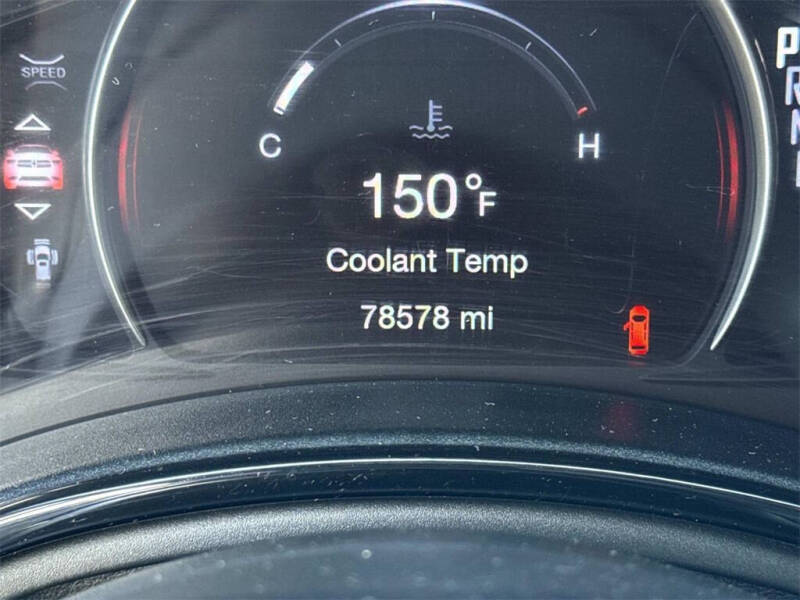 SPEED
P
R
N
C
H
150°F
Coolant Temp
78578 mi